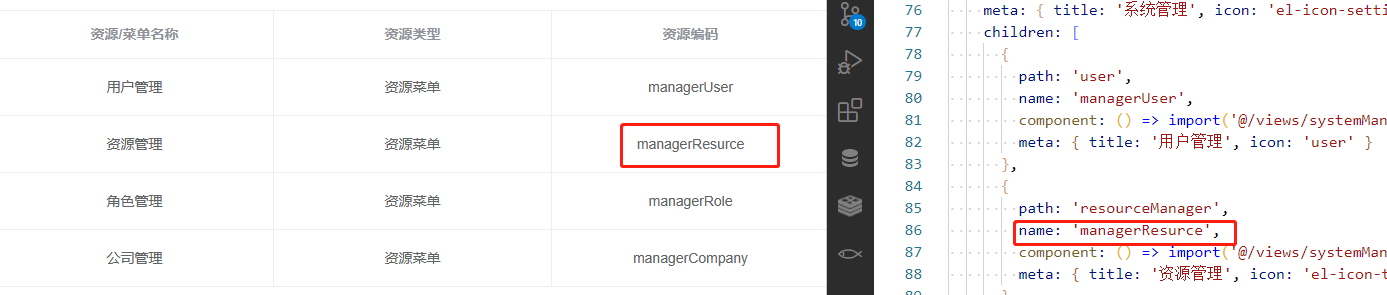 资源/菜单名称 资源类型 资源编码
用户管理 资源菜单 managerUser
资源管理 资源菜单 managerResurce
角色管理 资源菜单 managerRole
公司管理 资源菜单 managerCompany
10
76 meta: { title: '系统管理', icon: 'el-icon-setti
77 children: [
78 {
79 path: 'user',
80 name: 'managerUser',
81 component: () => import('@/views/systemMan
82 meta: { title: '用户管理', icon: 'user' }
83 },
84 {
85 path: 'resourceManager',
86 name: 'managerResurce',
87 component: () => import('@/views/systemMan
88 meta: { title: '资源管理', icon: 'el-icon-t
89 }